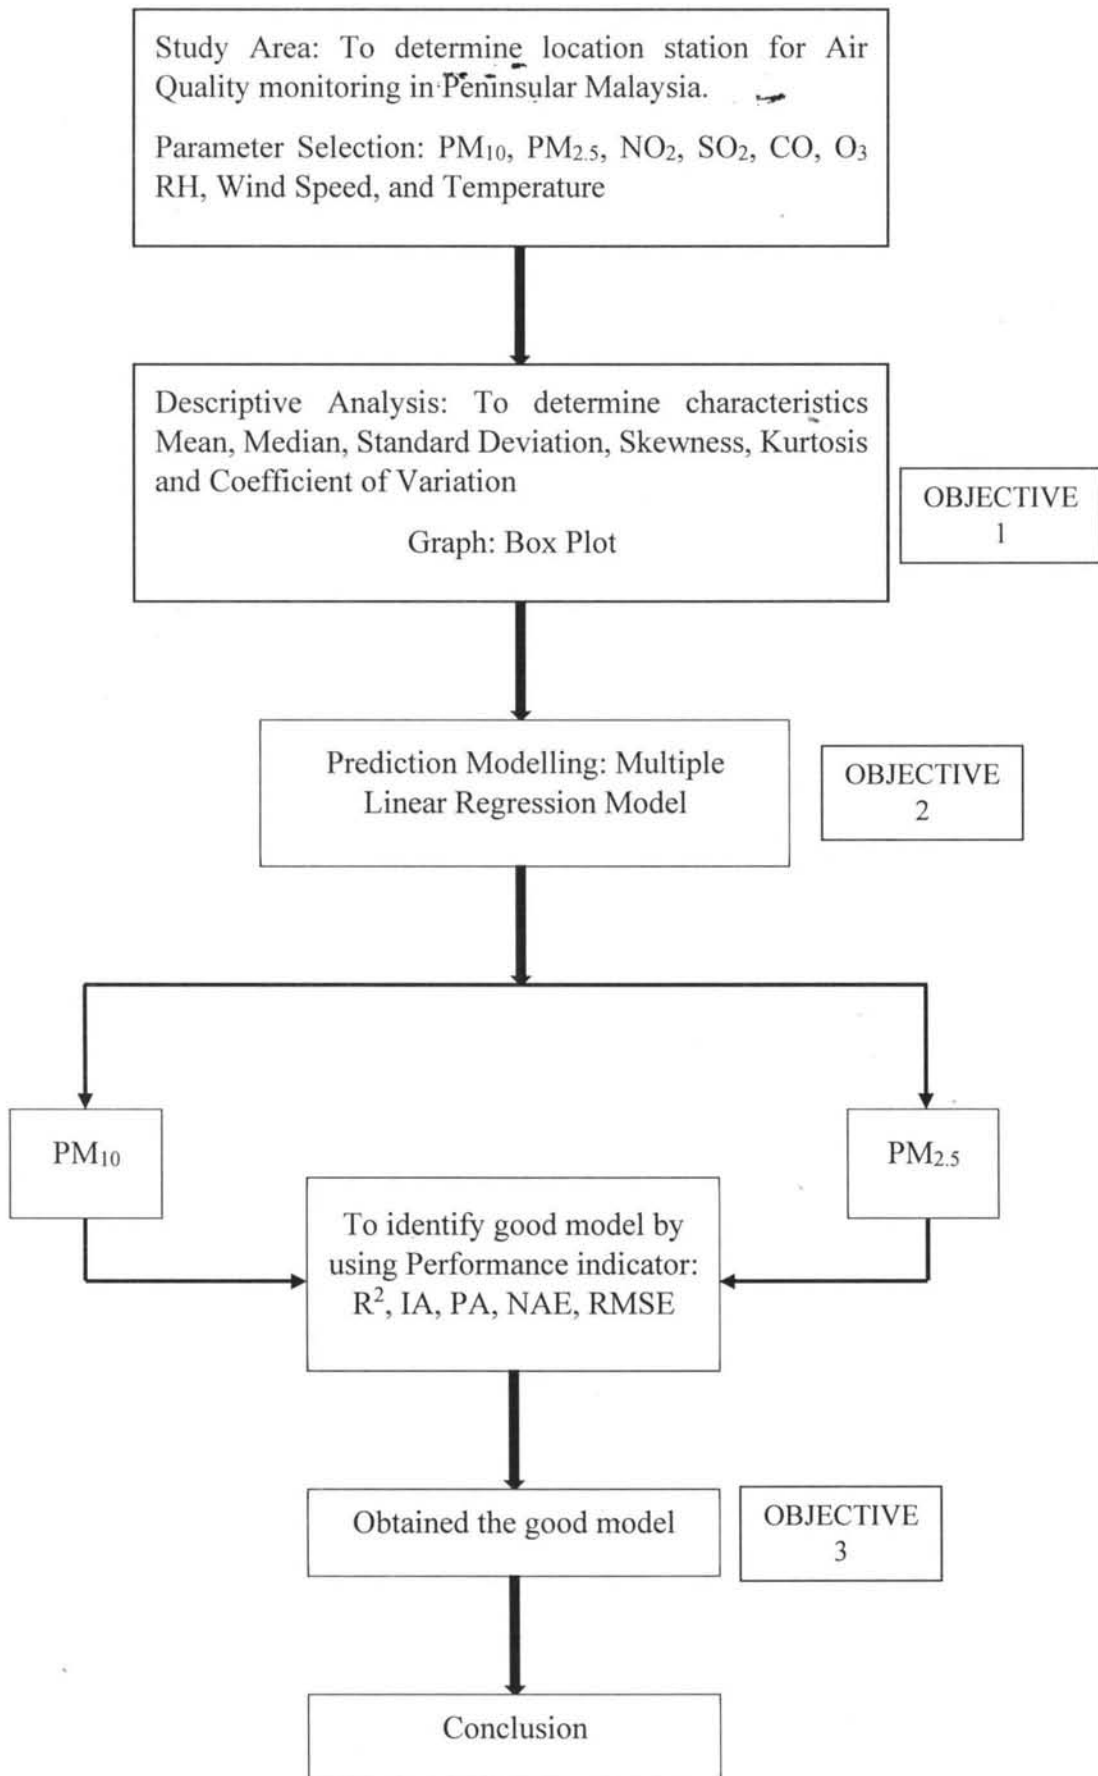 Study Area: To determine location station for Air
Quality monitoring in Peninsular Malaysia.
Parameter Selection: PM₁₀, PM₂.₅, NO₂, SO₂, CO, O₃
RH, Wind Speed, and Temperature
Descriptive Analysis: To determine characteristics
Mean, Median, Standard Deviation, Skewness, Kurtosis
and Coefficient of Variation
Graph: Box Plot
OBJECTIVE
1
Prediction Modelling: Multiple
Linear Regression Model
OBJECTIVE
2
PM₁₀
PM₂.₅
To identify good model by
using Performance indicator:
R², IA, PA, NAE, RMSE
Obtained the good model
OBJECTIVE
3
Conclusion